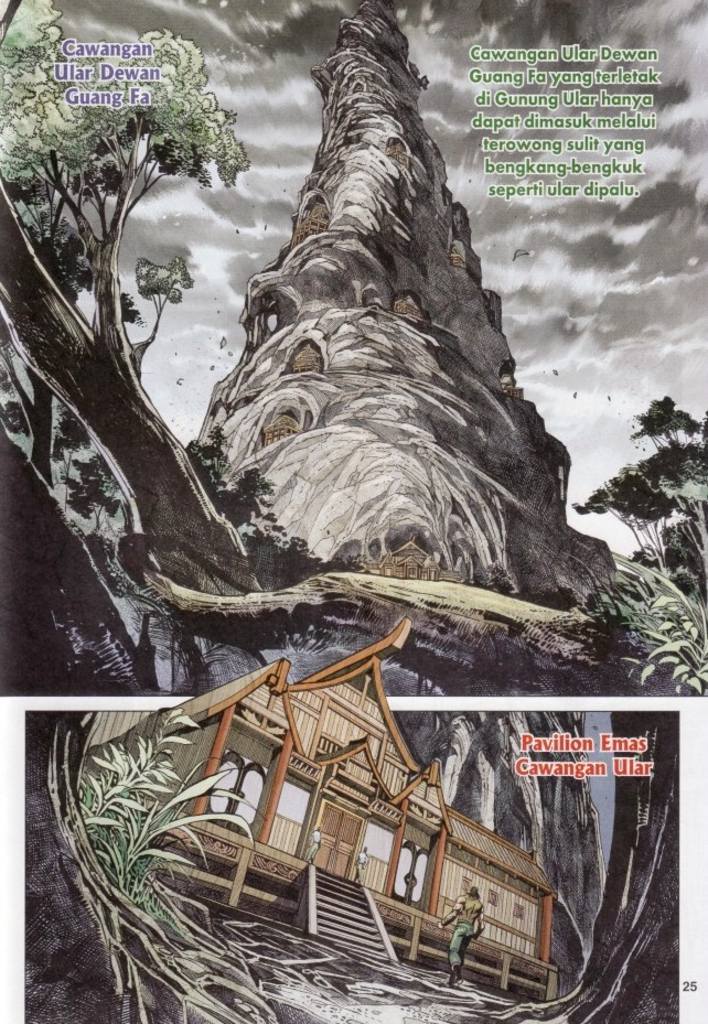 Cawangan
Ular Dewan
Guang Fa
Cawangan Ular Dewan
Guang Fa yang terletak
di Gunung Ular hanya
dapat dimasuk melalui
terowong sulit yang
bengkang-bengkuk
seperti ular dipalu.
Pavilion Emas
Cawangan Ular
25